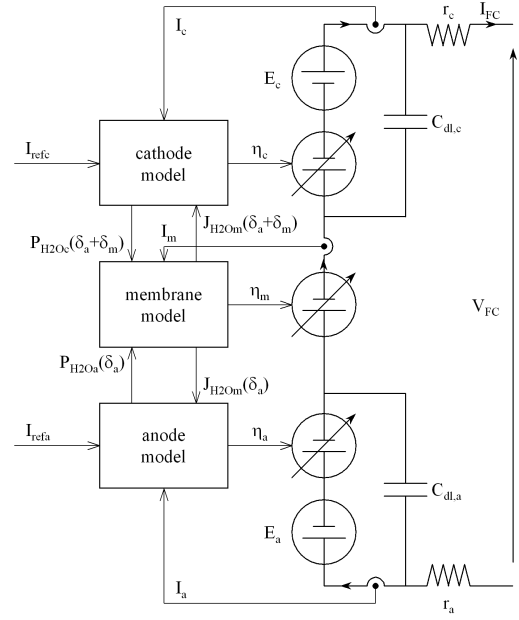 I_c
r_c
I_FC
E_c
C_dl,c
I_refc
cathode
model
η_c
P_H2Oc(δ_a+δ_m)
J_H2Om(δ_a+δ_m)
I_m
membrane
model
η_m
V_FC
P_H2Oa(δ_a)
J_H2Om(δ_a)
I_refa
anode
model
η_a
C_dl,a
E_a
I_a
r_a